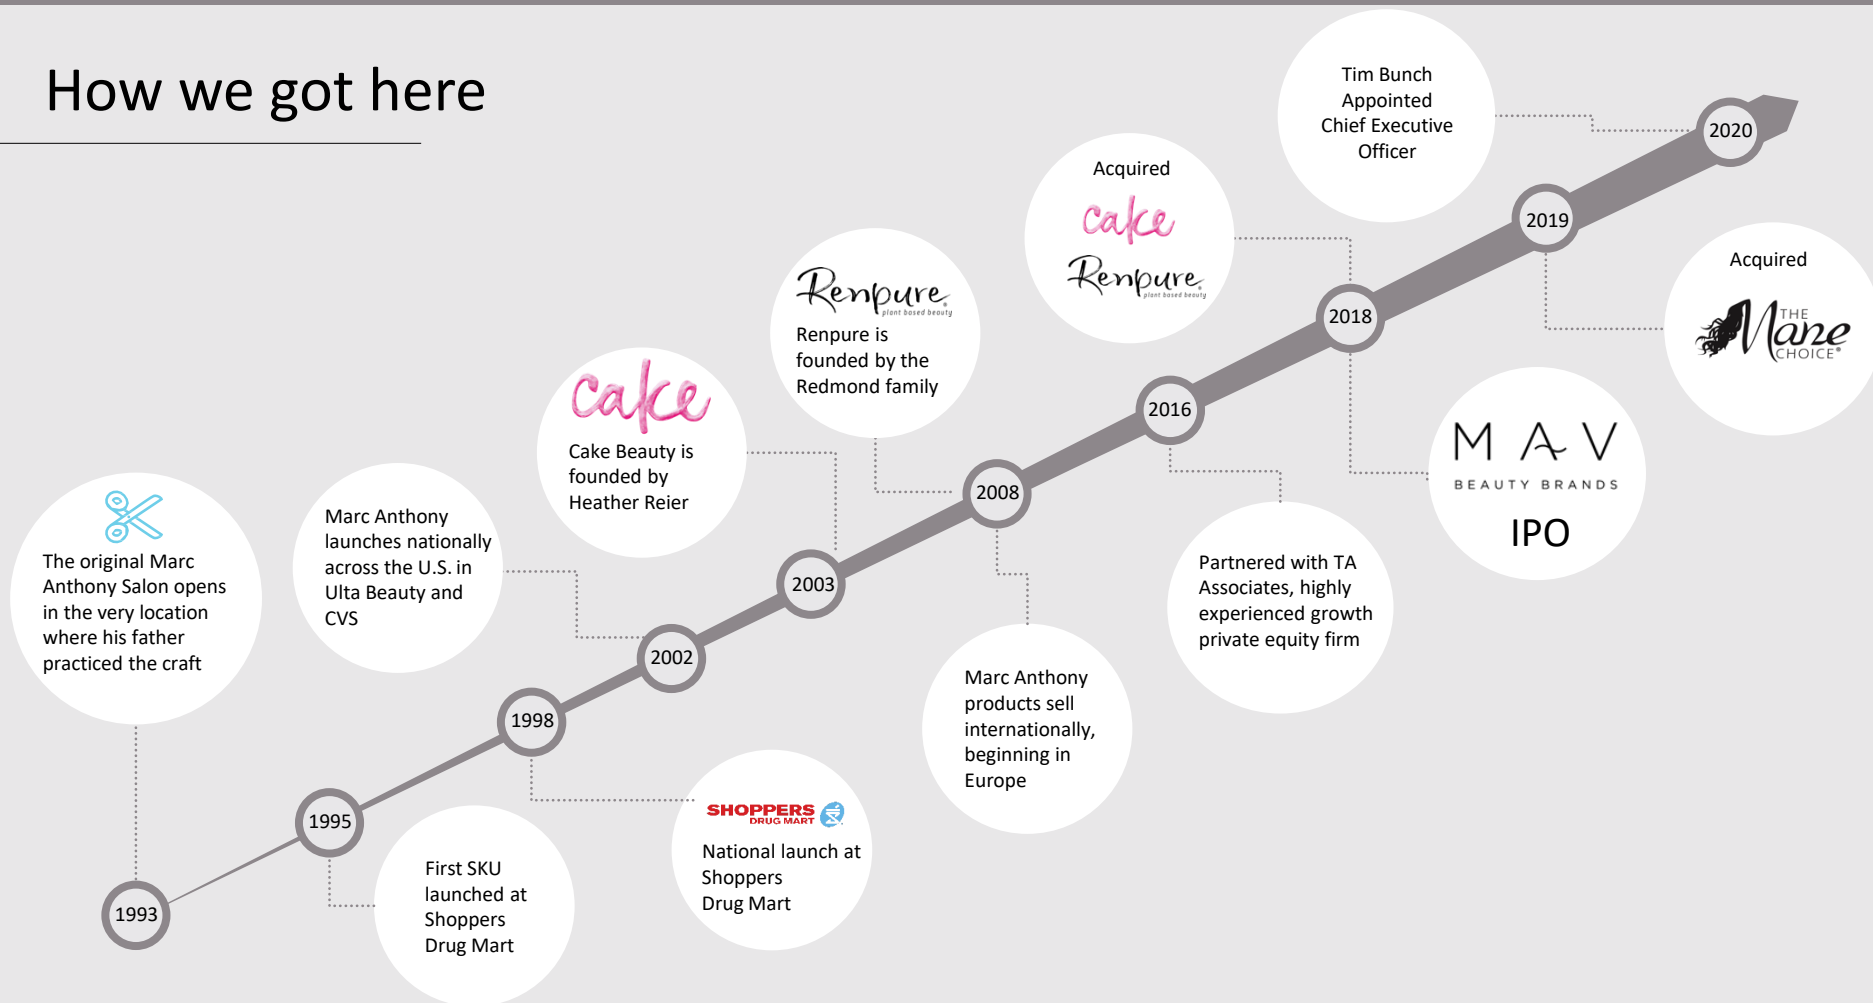 How we got here
The original Marc
Anthony Salon opens
in the very location
where his father
practiced the craft
1993
1995
First SKU
launched at
Shoppers
Drug Mart
1998
SHOPPERS
DRUG MART
National launch at
Shoppers
Drug Mart
Marc Anthony
launches nationally
across the U.S. in
Ulta Beauty and
CVS
2002
cake
Cake Beauty is
founded by
Heather Reier
2003
Renpure®
plant based beauty
Renpure is
founded by the
Redmond family
2008
Marc Anthony
products sell
internationally,
beginning in
Europe
2016
Partnered with TA
Associates, highly
experienced growth
private equity firm
Acquired
cake
Renpure®
plant based beauty
2018
MAV
BEAUTY BRANDS
IPO
2019
Acquired
THE
Mane
CHOICE®
Tim Bunch
Appointed
Chief Executive
Officer
2020